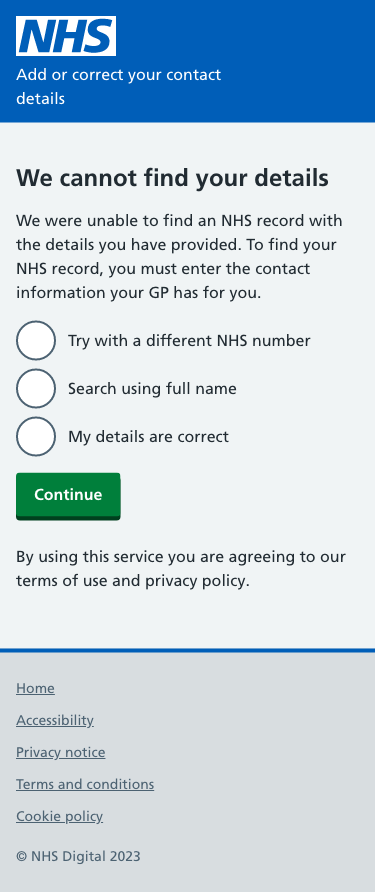 NHS
Add or correct your contact
details
We cannot find your details
We were unable to find an NHS record with
the details you have provided. To find your
NHS record, you must enter the contact
information your GP has for you.
Try with a different NHS number
Search using full name
My details are correct
Continue
By using this service you are agreeing to our
terms of use and privacy policy.
Home
Accessibility
Privacy notice
Terms and conditions
Cookie policy
© NHS Digital 2023